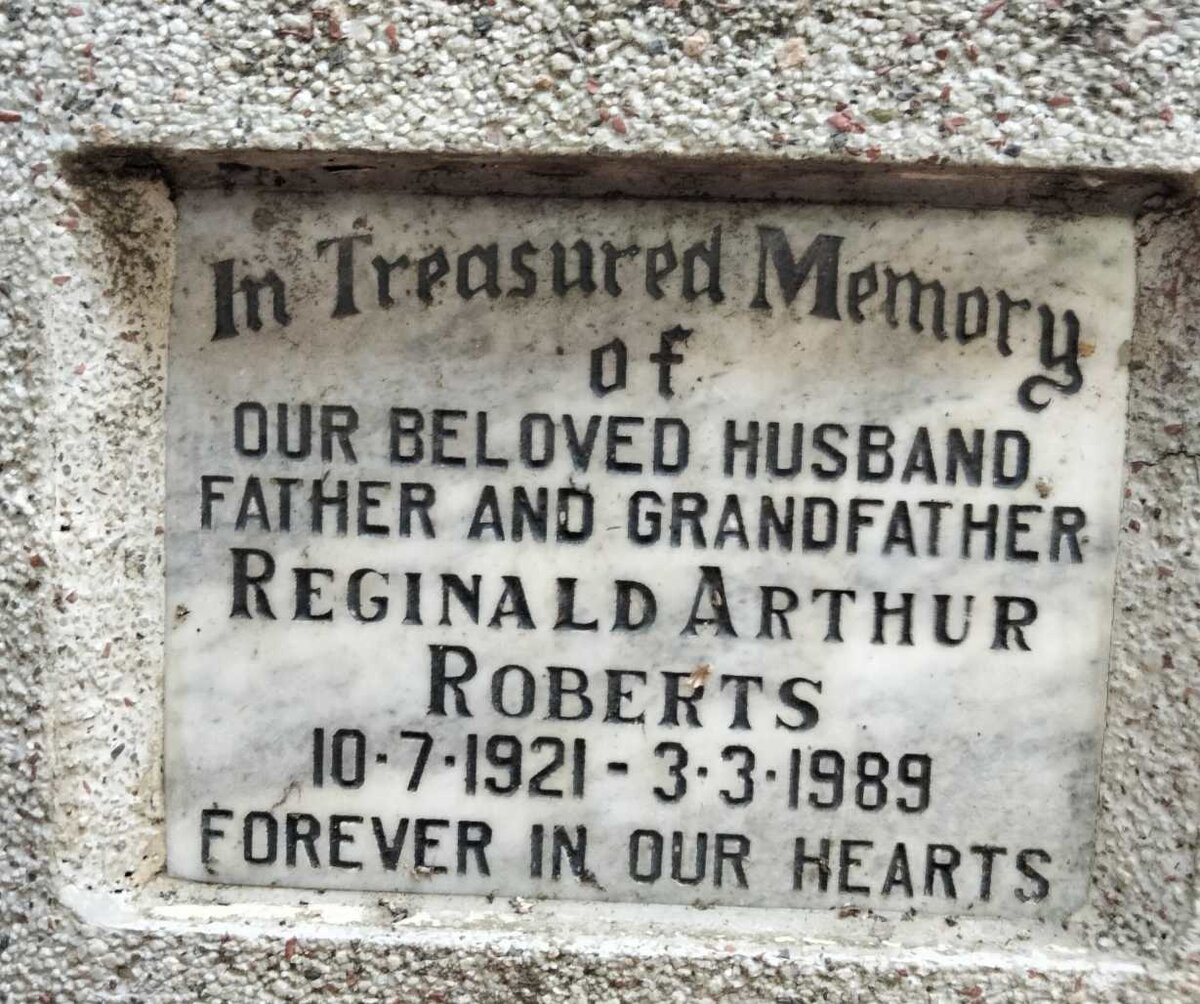 In Treasured Memory
of
OUR BELOVED HUSBAND
FATHER AND GRANDFATHER
REGINALD ARTHUR
ROBERTS
10·7·1921 - 3·3·1989
FOREVER IN OUR HEARTS